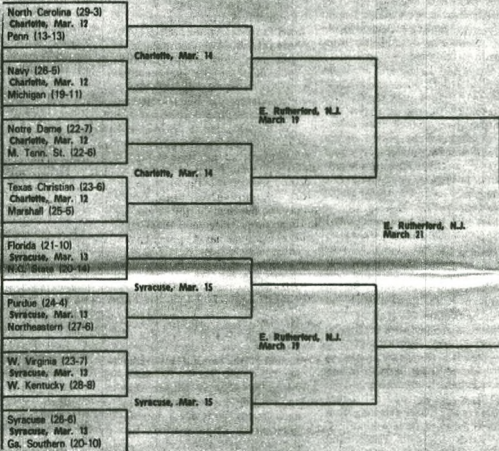 North Carolina (29-3)
Charlotte, Mar. 12
Penn (13-13)
Charlotte, Mar. 14
Navy (26-5)
Charlotte, Mar. 12
Michigan (19-11)
E. Rutherford, N.J.
March 19
Notre Dame (22-7)
Charlotte, Mar. 12
M. Tenn. St. (22-6)
Charlotte, Mar. 14
Texas Christian (23-6)
Charlotte, Mar. 12
Marshall (25-5)
E. Rutherford, N.J.
March 21
Florida (21-10)
Syracuse, Mar. 13
N.C. State (20-14)
Syracuse, Mar. 15
Purdue (24-4)
Syracuse, Mar. 13
Northeastern (27-6)
E. Rutherford, N.J.
March 19
W. Virginia (23-7)
Syracuse, Mar. 13
W. Kentucky (28-8)
Syracuse, Mar. 15
Syracuse (26-6)
Syracuse, Mar. 13
Ga. Southern (20-10)